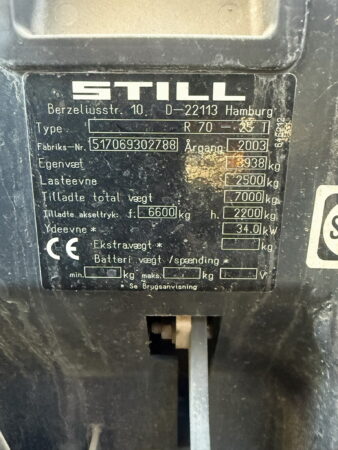 STILL
Berzeliusstr. 10, D-22113 Hamburg
Type R 70 - 25 T
Fabriks-Nr. 517069302788 Årgang 2003
Egenvægt 3938 kg
Lasteevne 2500 kg
Tilladte total vægt 7000 kg
Tilladte akseltryk: f. 6600 kg h. 2200 kg
Ydeevne * 34.0 kW
CE Ekstravægt * kg
Batteri vægt /spænding *
min. kg maks. kg V
* Se Brugsanvisning
S